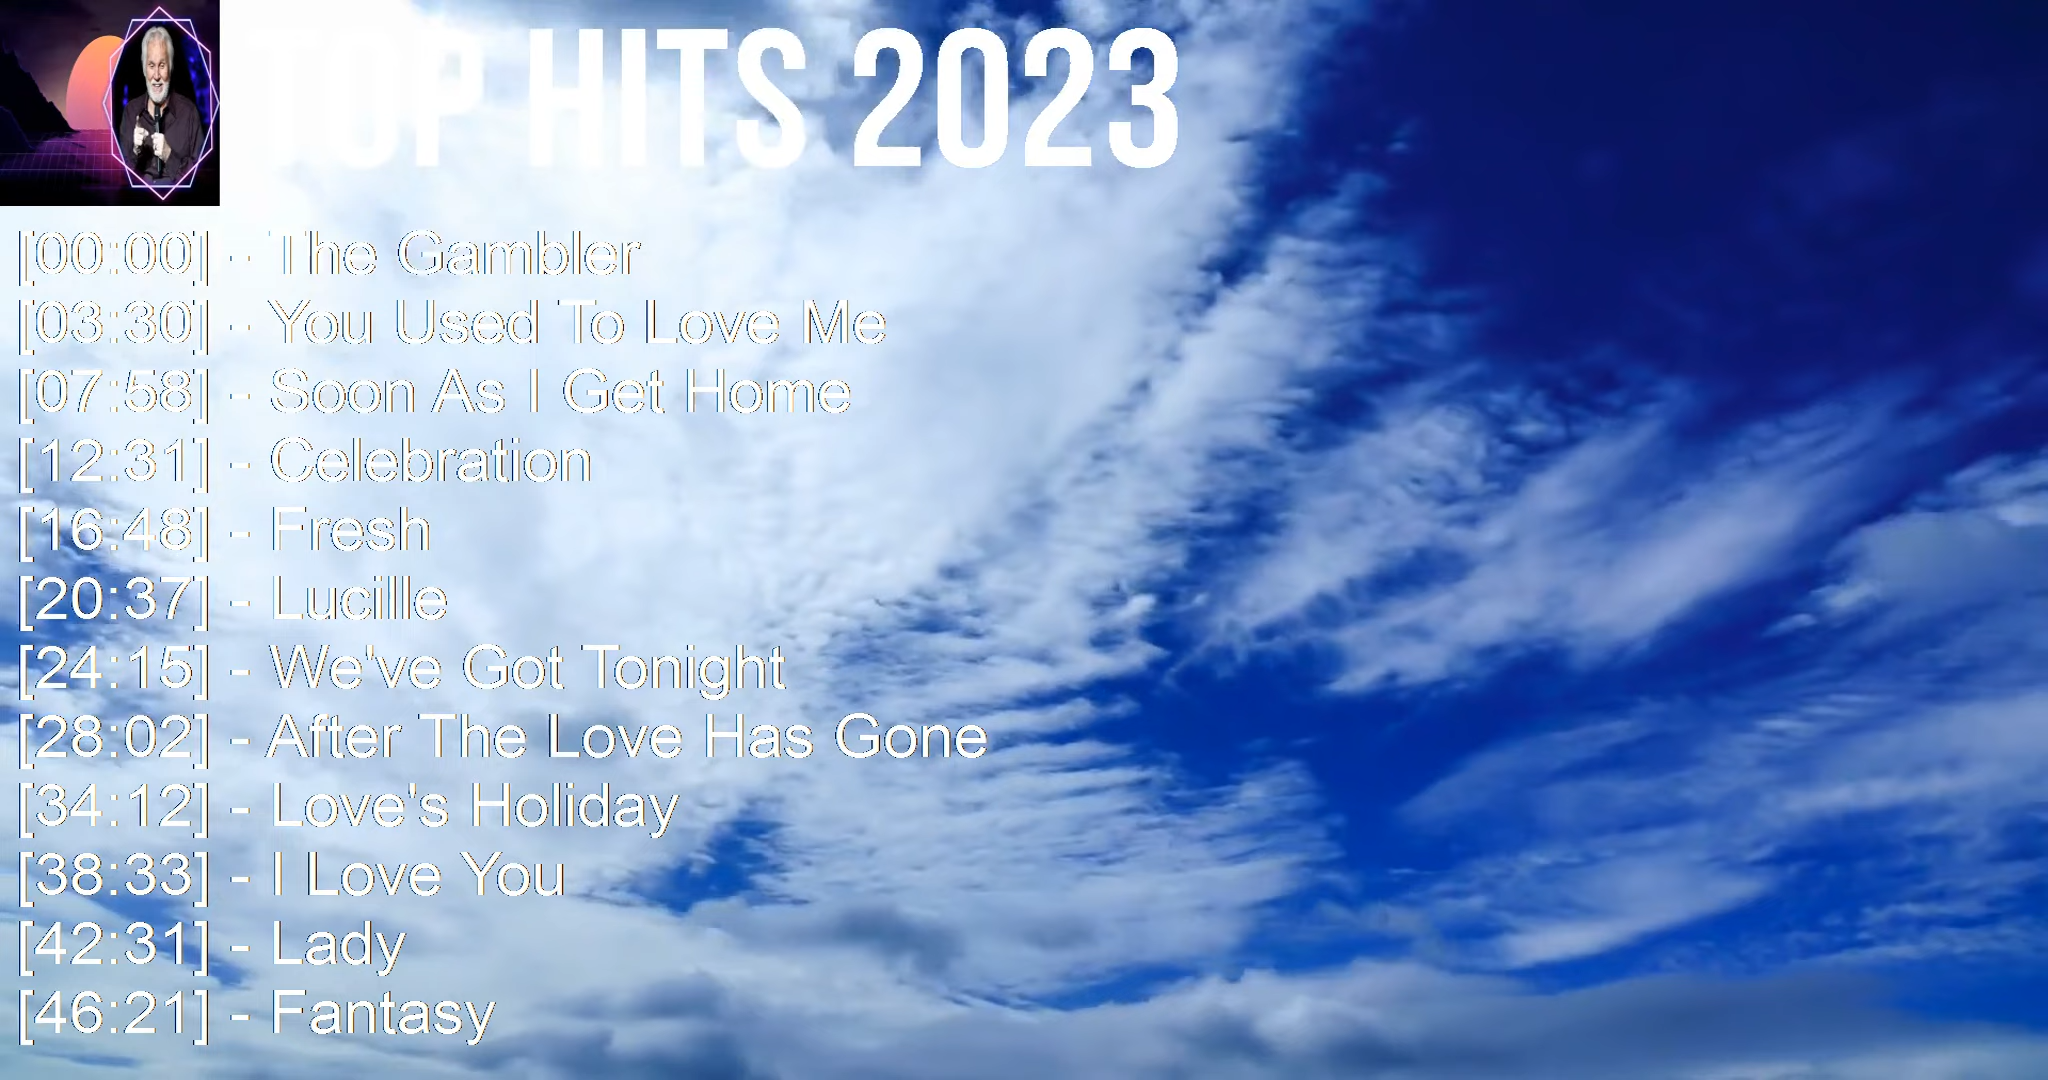 TOP HITS 2023
[00:00] - The Gambler
[03:30] - You Used To Love Me
[07:58] - Soon As I Get Home
[12:31] - Celebration
[16:48] - Fresh
[20:37] - Lucille
[24:15] - We've Got Tonight
[28:02] - After The Love Has Gone
[34:12] - Love's Holiday
[38:33] - I Love You
[42:31] - Lady
[46:21] - Fantasy